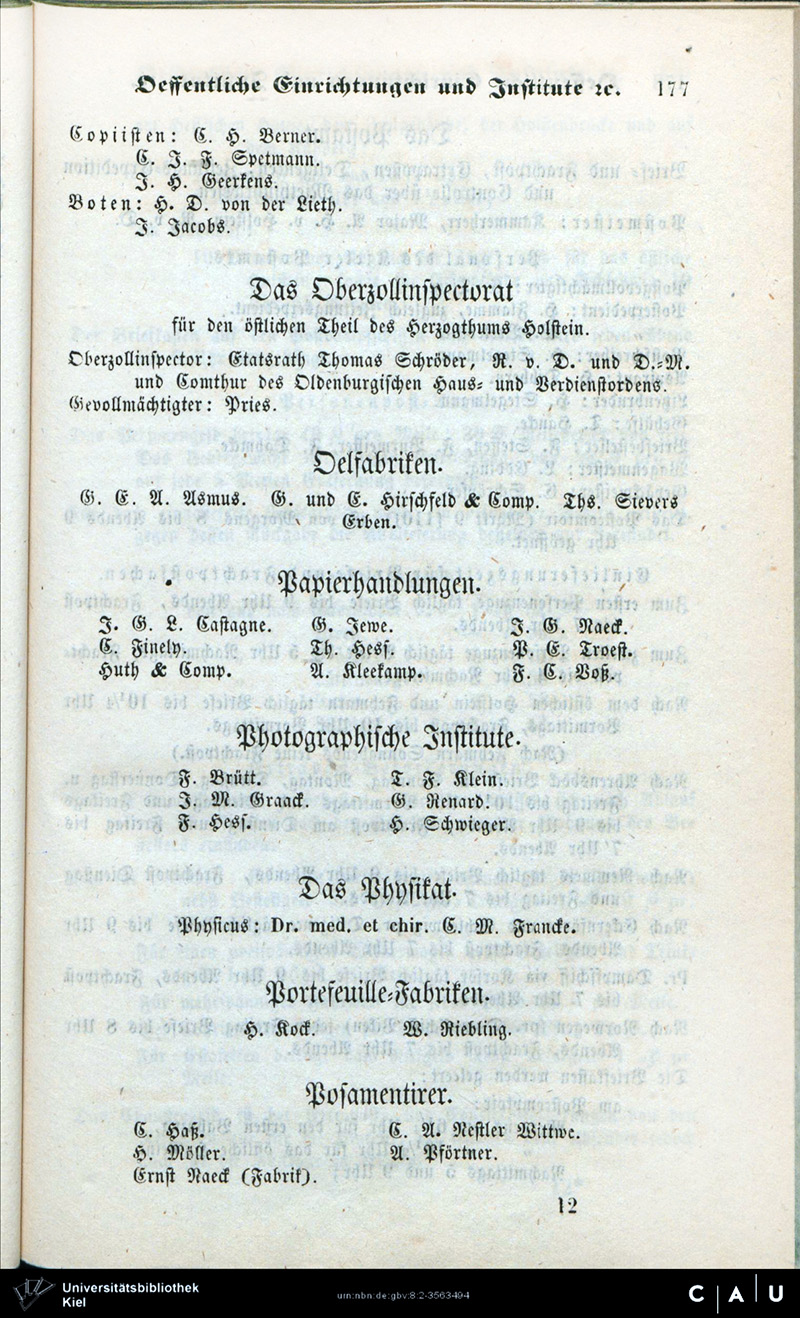 Oeffentliche Einrichtungen und Institute ꝛc. 177
Copiisten: C. H. Berner.
C. J. F. Spetmann.
J. H. Geerkens.
Boten: H. D. von der Lieth.
J. Jacobs.
Das Oberzollinspectorat
für den östlichen Theil des Herzogthums Holstein.
Oberzollinspector: Etatsrath Thomas Schröder, R. v. D. und D.-M.
und Comthur des Oldenburgischen Haus- und Verdienstordens.
Gevollmächtigter: Pries.
Oelfabriken.
G. E. A. Asmus. G. und E. Hirschfeld & Comp. Ths. Sievers
Erben.
Papierhandlungen.
J. G. L. Castagne. G. Jewe. J. G. Naeck.
C. Finely. Th. Hess. P. E. Troest.
Huth & Comp. A. Kleekamp. F. C. Voß.
Photographische Institute.
F. Brütt. T. F. Klein.
J. M. Graack. G. Renard.
F. Hess. H. Schwieger.
Das Physikat.
Physicus: Dr. med. et chir. C. M. Francke.
Portefeuille-Fabriken.
H. Kock. W. Riebling.
Posamentirer.
C. Haß. C. A. Nestler Wittwe.
H. Möller. A. Pförtner.
Ernst Naeck (Fabrik).
12
Universitätsbibliothek
Kiel
urn:nbn:de:gbv:8:2-3563494
C A U